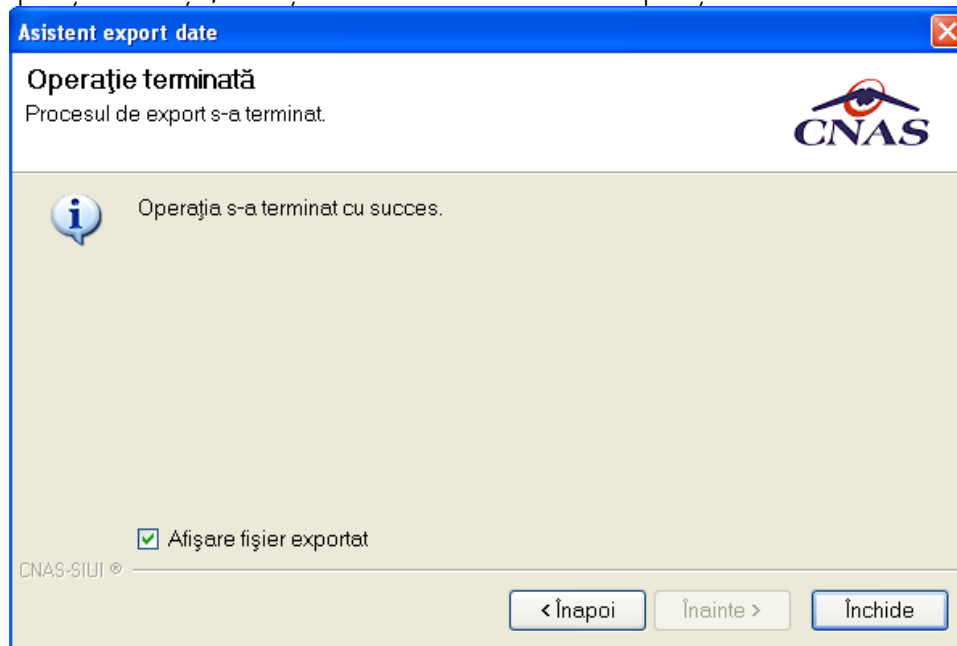 Asistent export date
Operaţie terminată
Procesul de export s-a terminat.
CNAS
Operaţia s-a terminat cu succes.
Afişare fişier exportat
CNAS-SIUI ®
< Înapoi
Înainte >
Închide